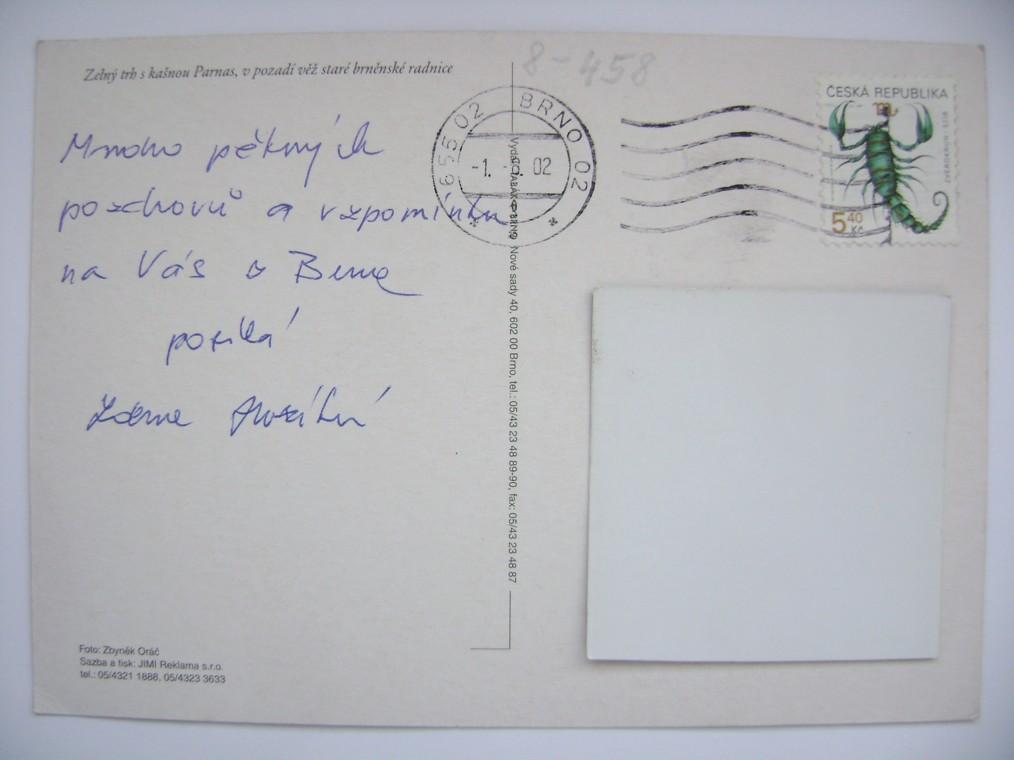 Zelný trh s kašnou Parnas, v pozadí věž staré brněnské radnice
8-458
655 02 BRNO 02
-1. 02
ČESKÁ REPUBLIKA
5,40 Kč
Mnoho pěkných
pozdravů a vzpomínku
na Vás z Brna
posílá
Nové sady 40, 602 00 Brno, tel.: 05/43 23 48 89-90, fax: 05/43 23 48 87
Foto: Zbyněk Oráč
Sazba a tisk: JIMI Reklama s.r.o.
tel.: 05/4321 1888, 05/4323 3633